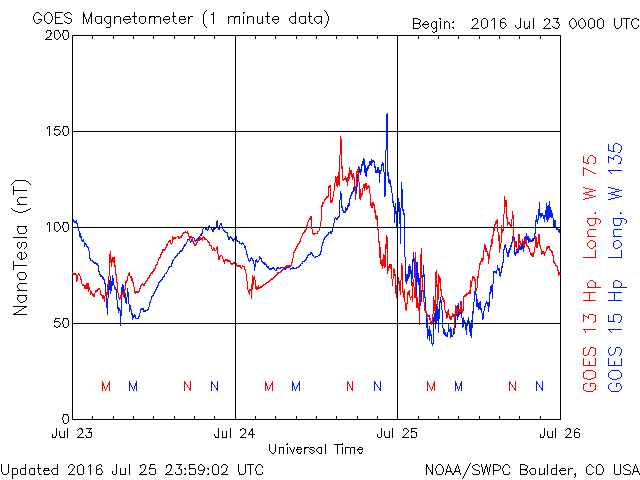 GOES Magnetometer (1 minute data)
Begin: 2016 Jul 23 0000 UTC
200
150
100
50
0
NanoTesla (nT)
M M N N M M N N M M N N
Jul 23 Jul 24 Jul 25 Jul 26
Universal Time
GOES 13 Hp Long. W 75
GOES 15 Hp Long. W 135
Updated 2016 Jul 25 23:59:02 UTC
NOAA/SWPC Boulder, CO USA